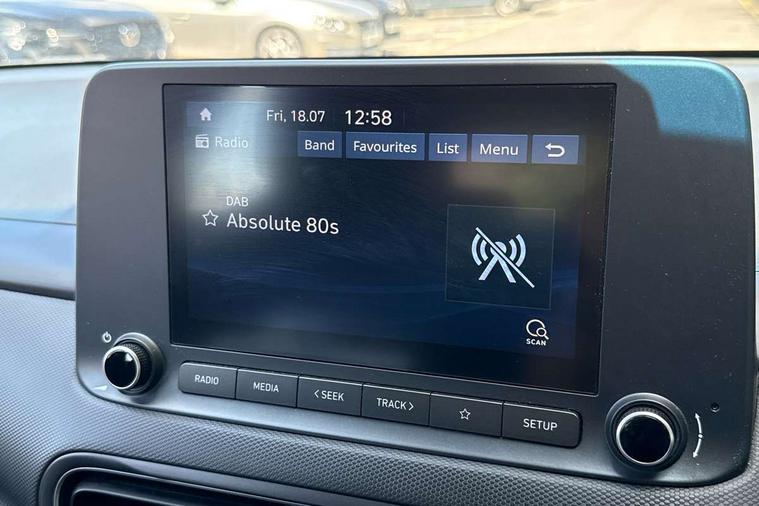 Fri, 18.07 12:58
Radio
Band Favourites List Menu
DAB
Absolute 80s
SCAN
RADIO MEDIA < SEEK TRACK > SETUP